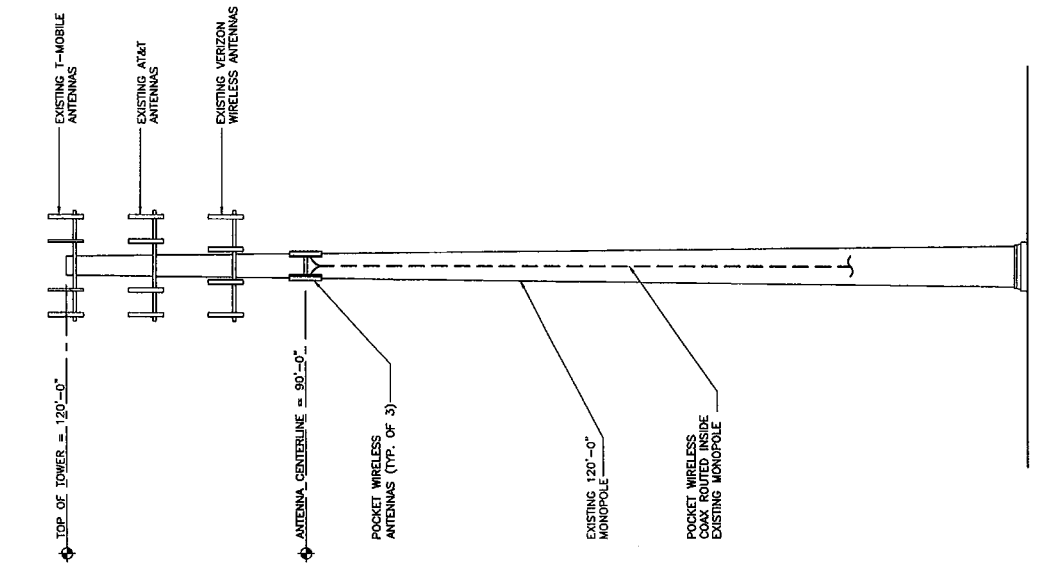 EXISTING T-MOBILE
ANTENNAS
EXISTING AT&T
ANTENNAS
EXISTING VERIZON
WIRELESS ANTENNAS
TOP OF TOWER = 120'-0"
ANTENNA CENTERLINE = 90'-0"
POCKET WIRELESS
ANTENNAS (TYP. OF 3)
EXISTING 120'-0"
MONOPOLE
POCKET WIRELESS
COAX ROUTED INSIDE
EXISTING MONOPOLE